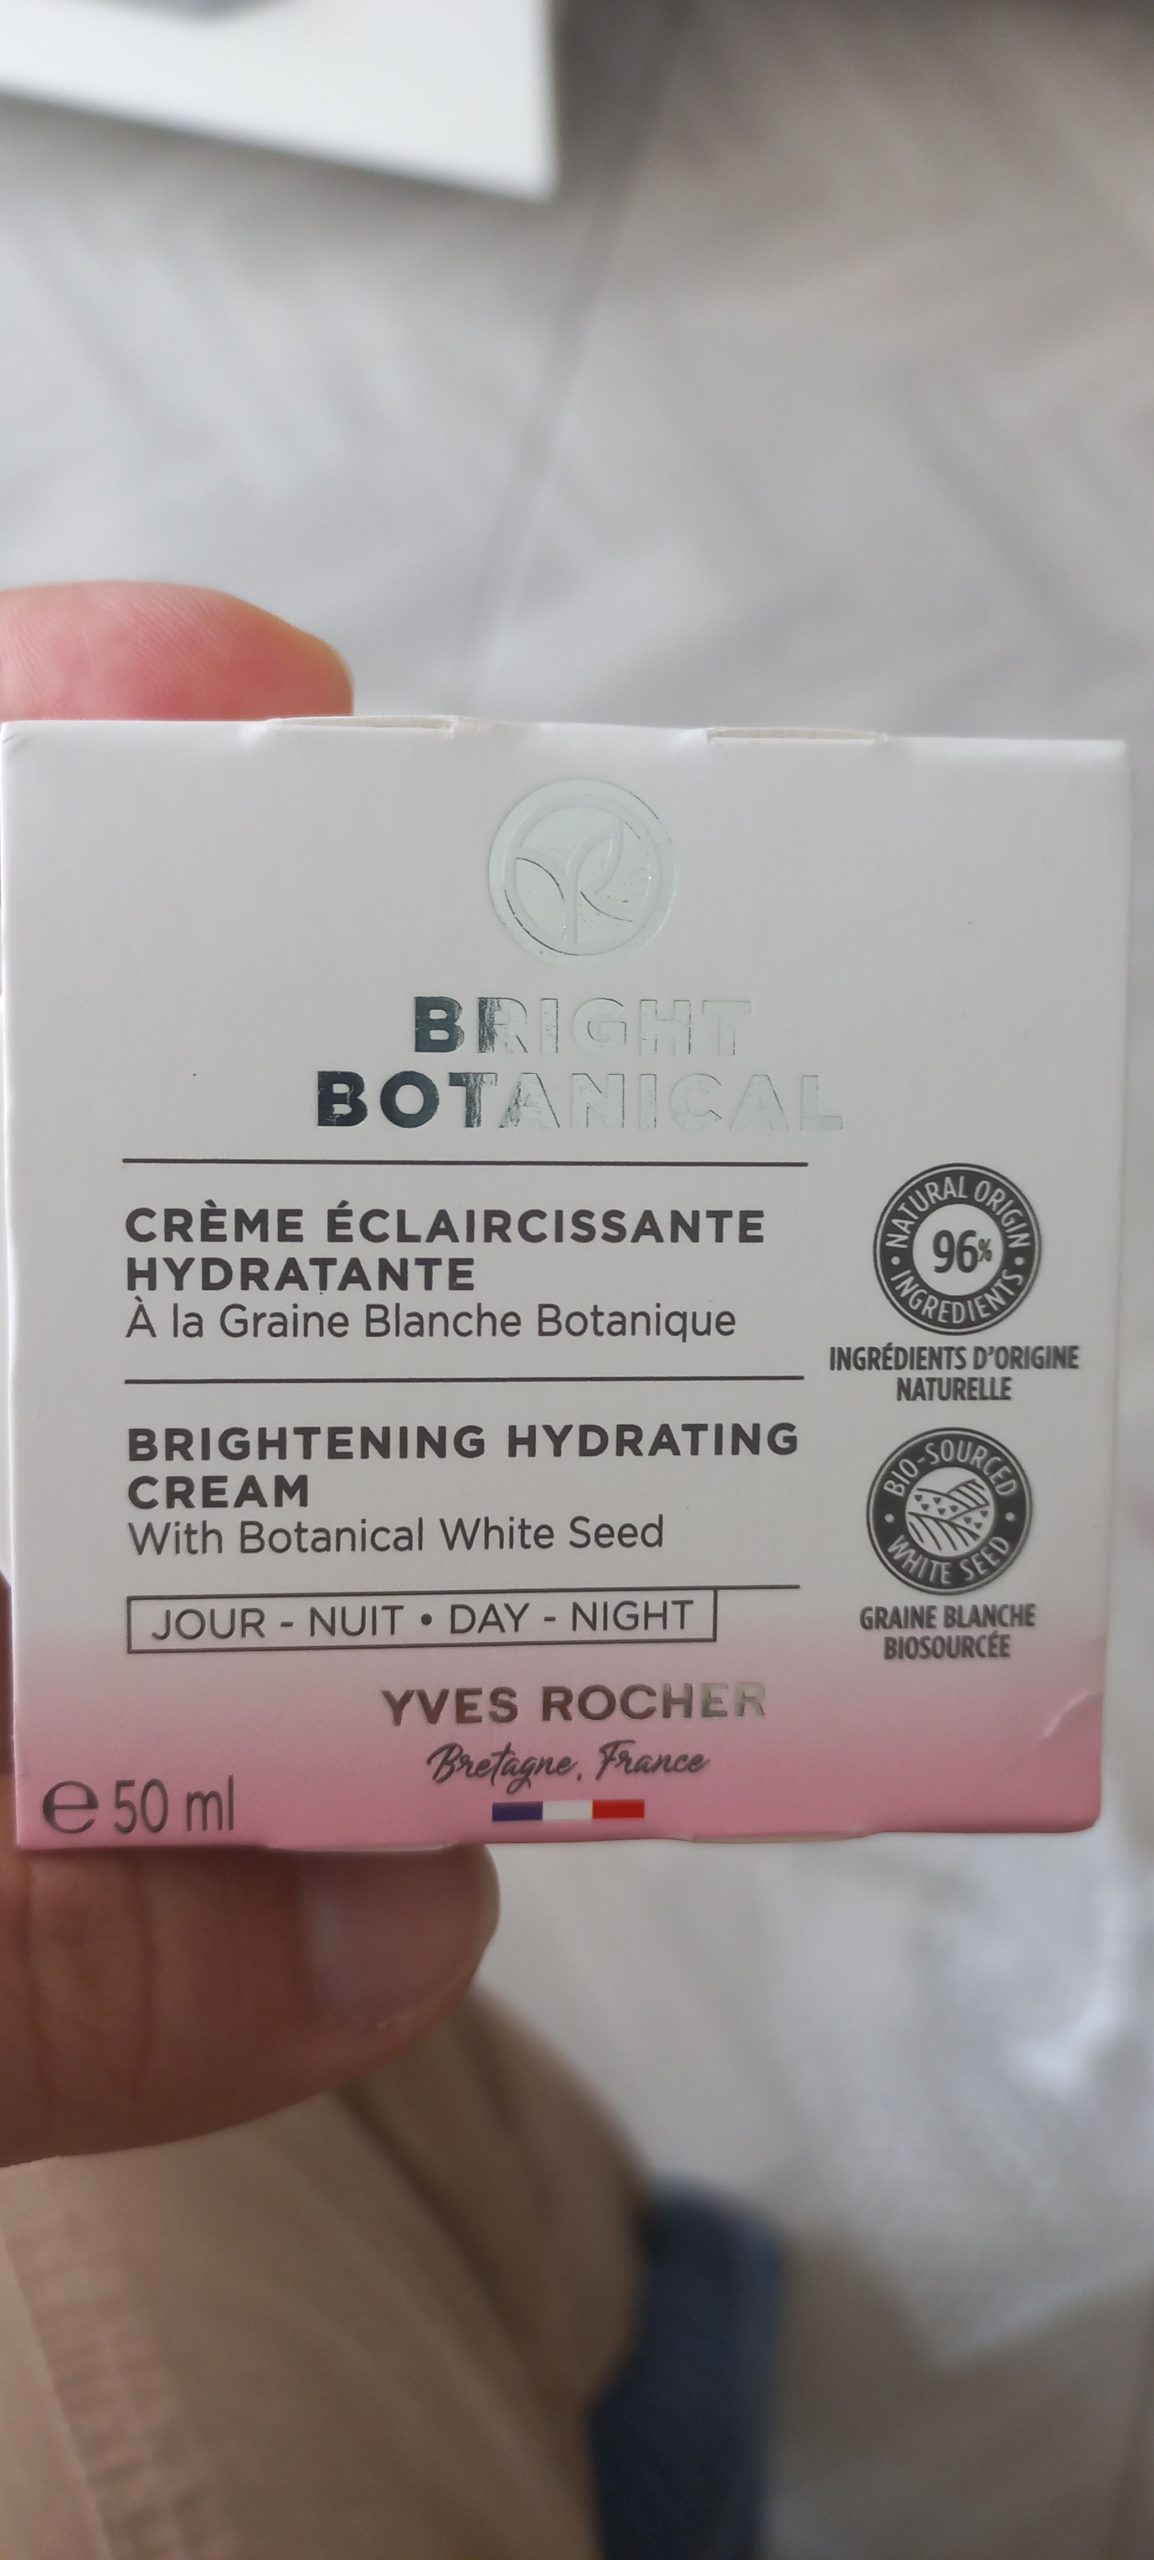 BRIGHT
BOTANICAL
CRÈME ÉCLAIRCISSANTE
HYDRATANTE
À la Graine Blanche Botanique
BRIGHTENING HYDRATING
CREAM
With Botanical White Seed
JOUR - NUIT • DAY - NIGHT
NATURAL ORIGIN
96%
INGREDIENTS
INGRÉDIENTS D'ORIGINE
NATURELLE
BIO-SOURCED
WHITE SEED
GRAINE BLANCHE
BIOSOURCÉE
YVES ROCHER
Bretagne, France
e 50 ml